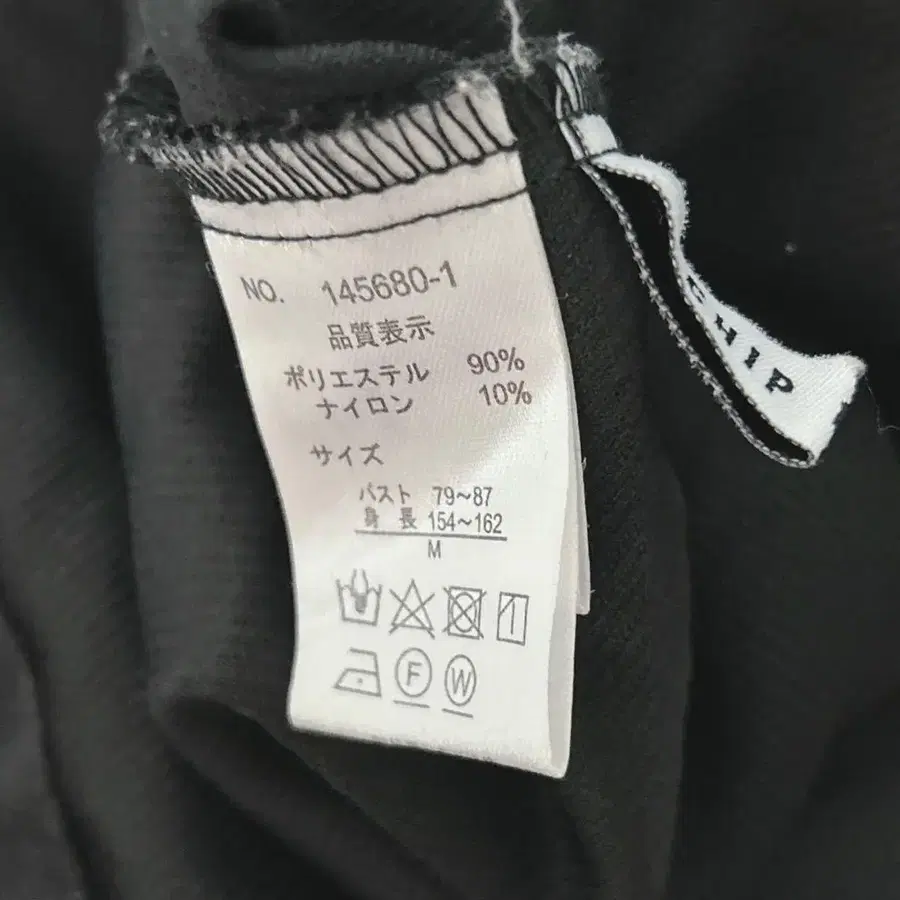 NO. 145680-1
品質表示
ポリエステル 90%
ナイロン 10%
サイズ
バスト 79~87
身長 154~162
M
F W
HIP